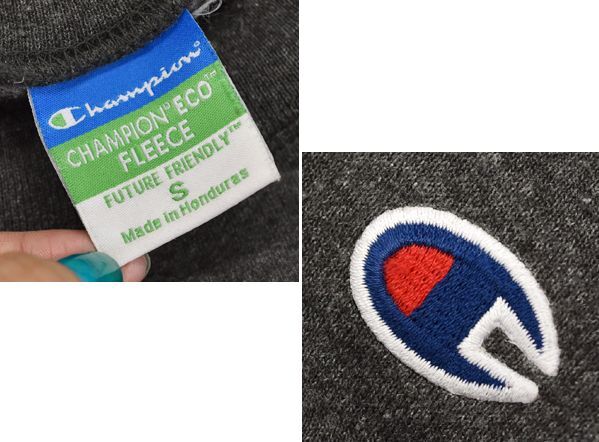 Champion
CHAMPION® ECO™
FLEECE
FUTURE FRIENDLY™
S
Made in Honduras